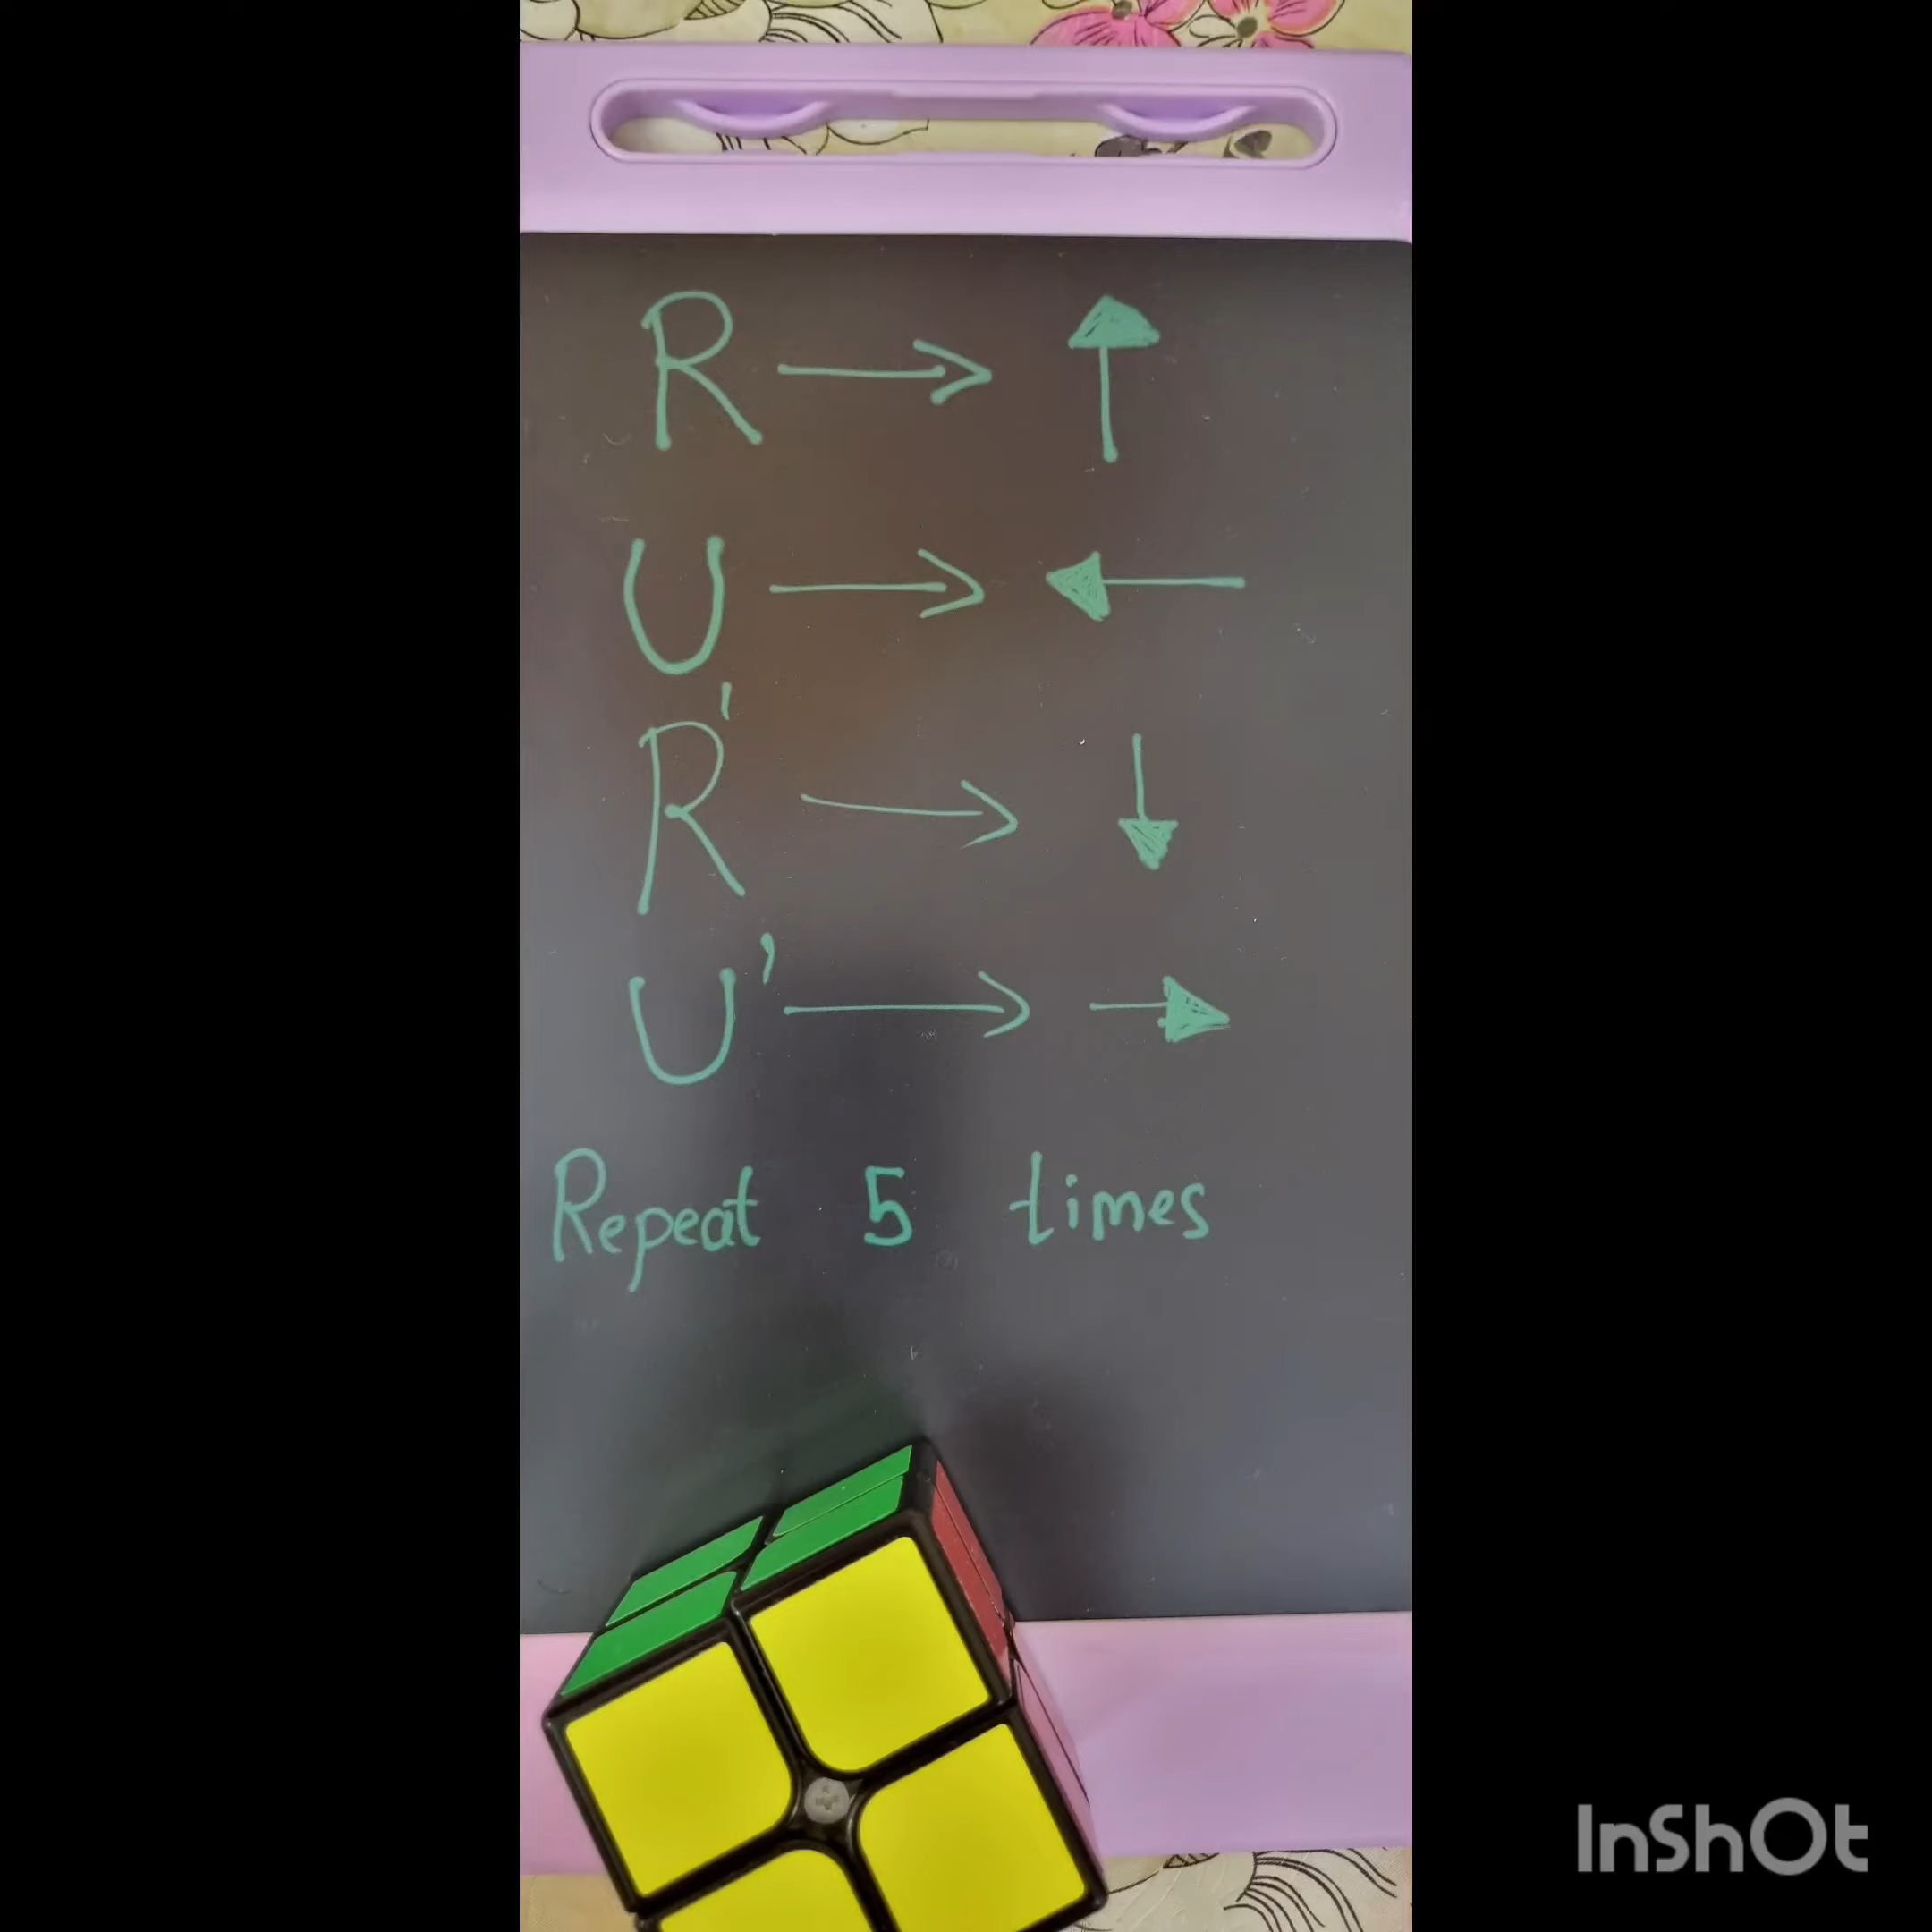 R → ↑
U → ←
R' → ↓
U' → →
Repeat 5 times
InShOt